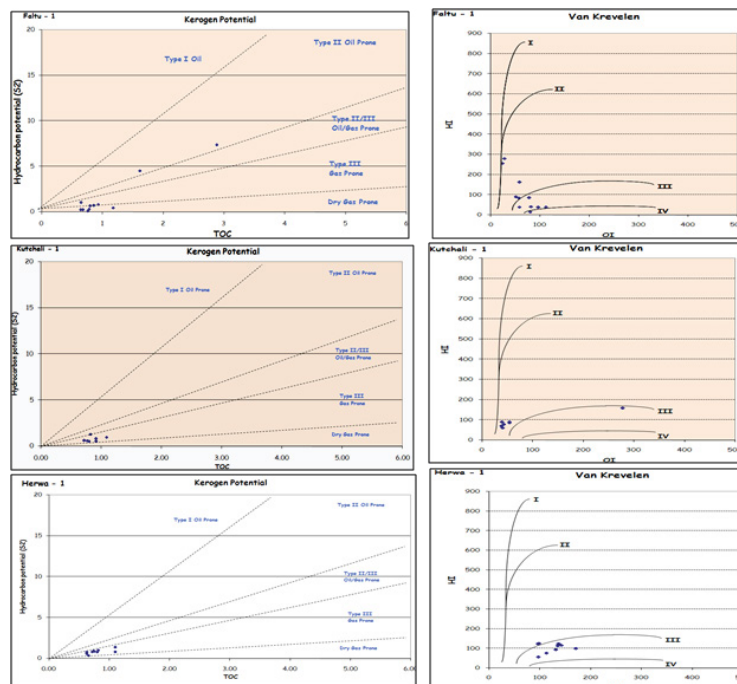 Faltu - 1
Kerogen Potential
Hydrocarbon potential (S2)
20
15
10
5
0
Type I Oil
Type II Oil Prone
Type II/III
Oil/Gas Prone
Type III
Gas Prone
Dry Gas Prone
0 1 2 3 4 5 6
TOC
Faltu - 1
Van Krevelen
HI
900
800
700
600
500
400
300
200
100
0
I
II
III
IV
0 100 200 300 400 500
OI
Kutchali - 1
Kerogen Potential
Hydrocarbon potential (S2)
20
15
10
5
0
Type I Oil Prone
Type II Oil Prone
Type II/III
Oil/Gas Prone
Type III
Gas Prone
Dry Gas Prone
0.00 1.00 2.00 3.00 4.00 5.00 6.00
TOC
Kutchali - 1
Van Krevelen
HI
900
800
700
600
500
400
300
200
100
0
I
II
III
IV
0 100 200 300 400 500
OI
Herwa - 1
Kerogen Potential
Hydrocarbon potential (S2)
20
15
10
5
0
Type I Oil Prone
Type II Oil Prone
Type II/III
Oil/Gas Prone
Type III
Gas Prone
Dry Gas Prone
0.00 1.00 2.00 3.00 4.00 5.00 6.00
TOC
Herwa - 1
Van Krevelen
HI
900
800
700
600
500
400
300
200
100
0
I
II
III
IV
0 100 200 300 400 500
OI